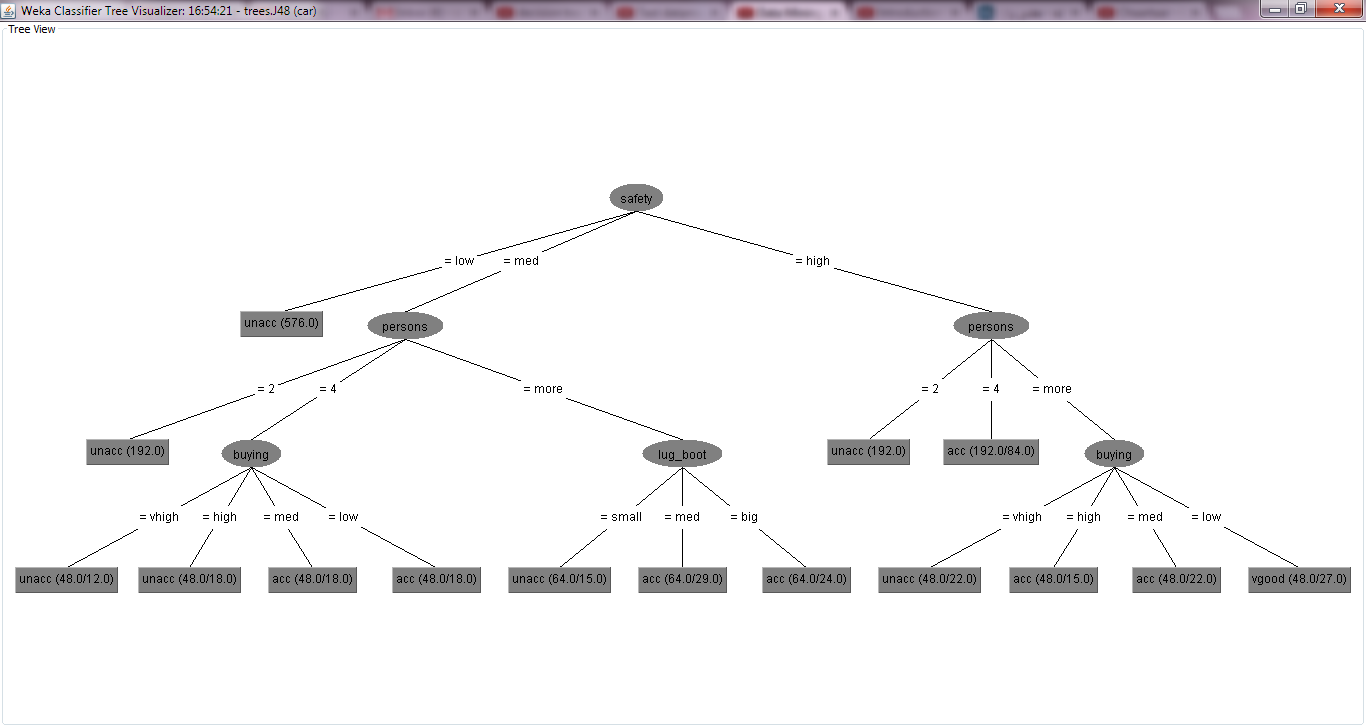 Weka Classifier Tree Visualizer: 16:54:21 - trees.J48 (car)
Tree View
safety
= low = med = high
unacc (576.0) persons persons
= 2 = 4 = more = 2 = 4 = more
unacc (192.0) buying lug_boot unacc (192.0) acc (192.0/84.0) buying
= vhigh = high = med = low = small = med = big = vhigh = high = med = low
unacc (48.0/12.0) unacc (48.0/18.0) acc (48.0/18.0) acc (48.0/18.0) unacc (64.0/15.0) acc (64.0/29.0) acc (64.0/24.0) unacc (48.0/22.0) acc (48.0/15.0) acc (48.0/22.0) vgood (48.0/27.0)